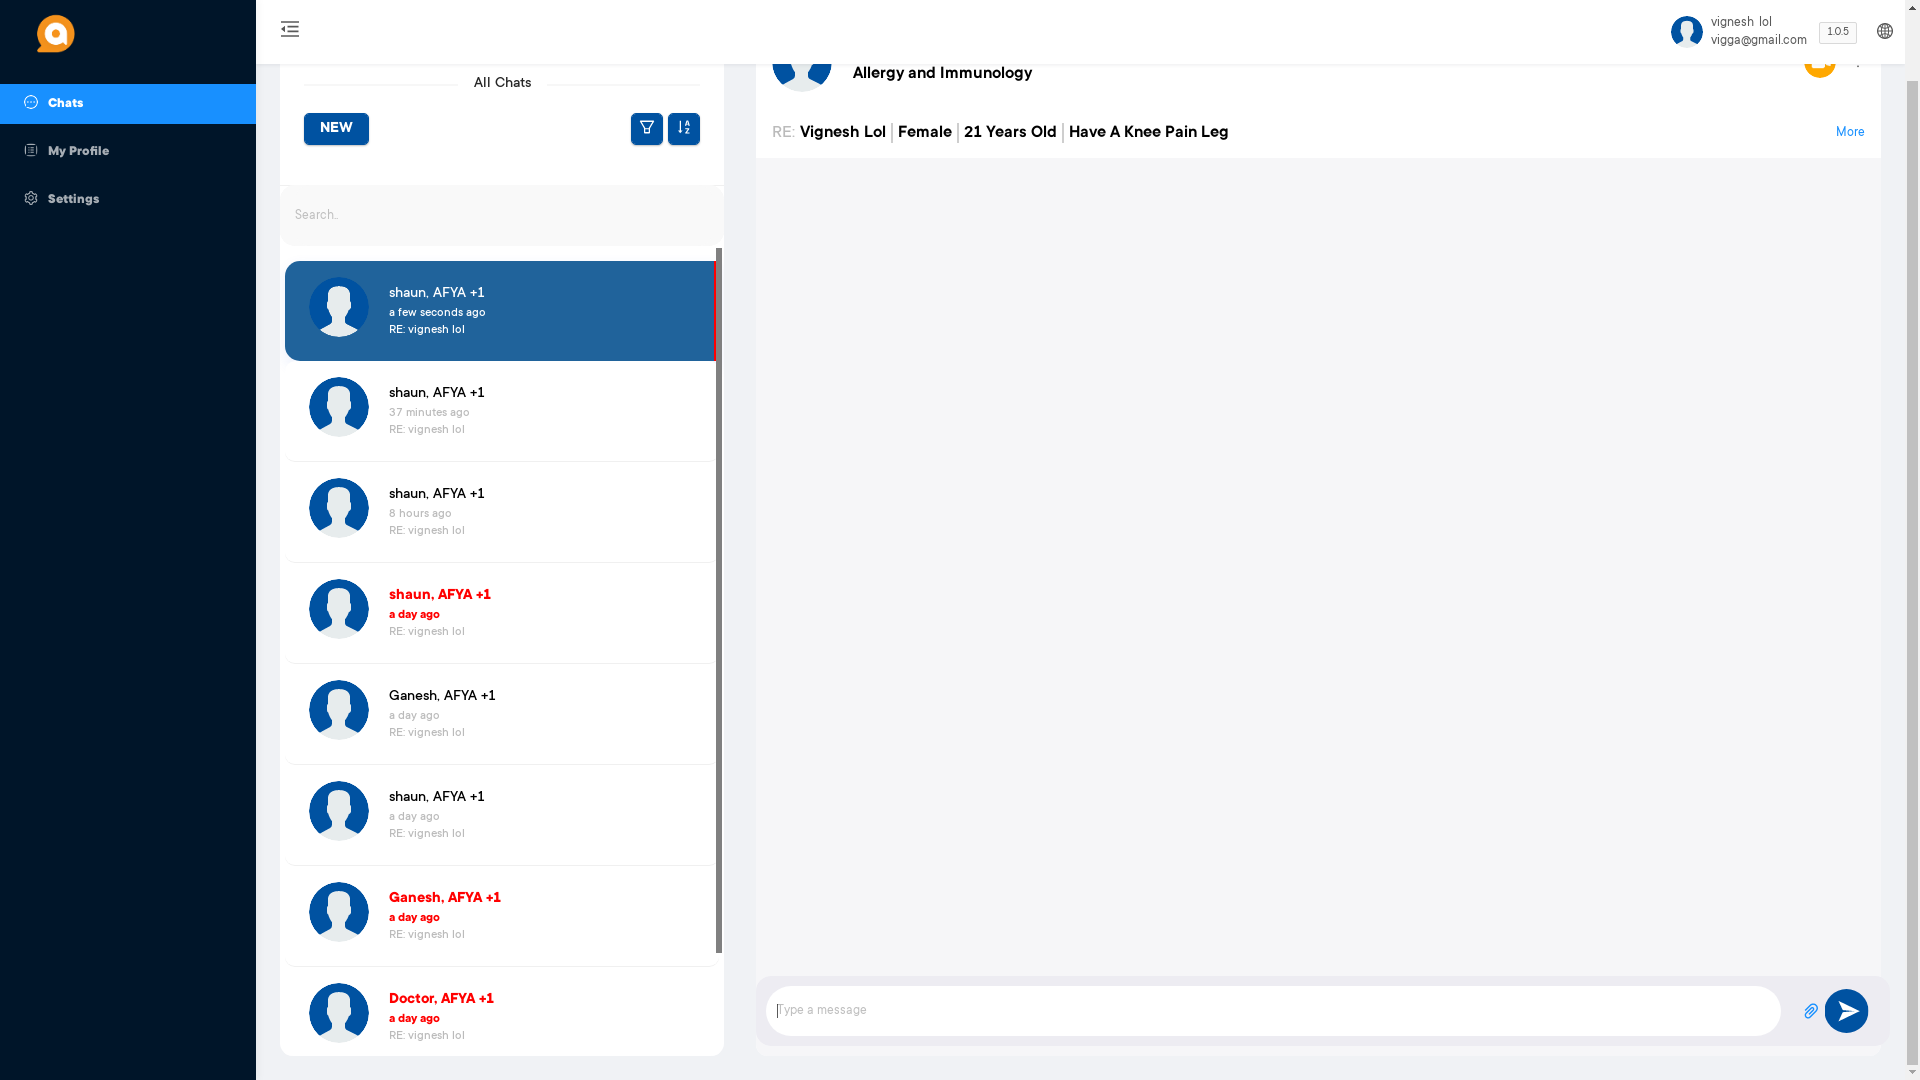 Chats
My Profile
Settings
vignesh lol
vigga@gmail.com
1.0.5
All Chats
NEW
Search..
shaun, AFYA +1
a few seconds ago
RE: vignesh lol
shaun, AFYA +1
37 minutes ago
RE: vignesh lol
shaun, AFYA +1
8 hours ago
RE: vignesh lol
shaun, AFYA +1
a day ago
RE: vignesh lol
Ganesh, AFYA +1
a day ago
RE: vignesh lol
shaun, AFYA +1
a day ago
RE: vignesh lol
Ganesh, AFYA +1
a day ago
RE: vignesh lol
Doctor, AFYA +1
a day ago
RE: vignesh lol
Allergy and Immunology
RE: Vignesh Lol | Female | 21 Years Old | Have A Knee Pain Leg
More
Type a message